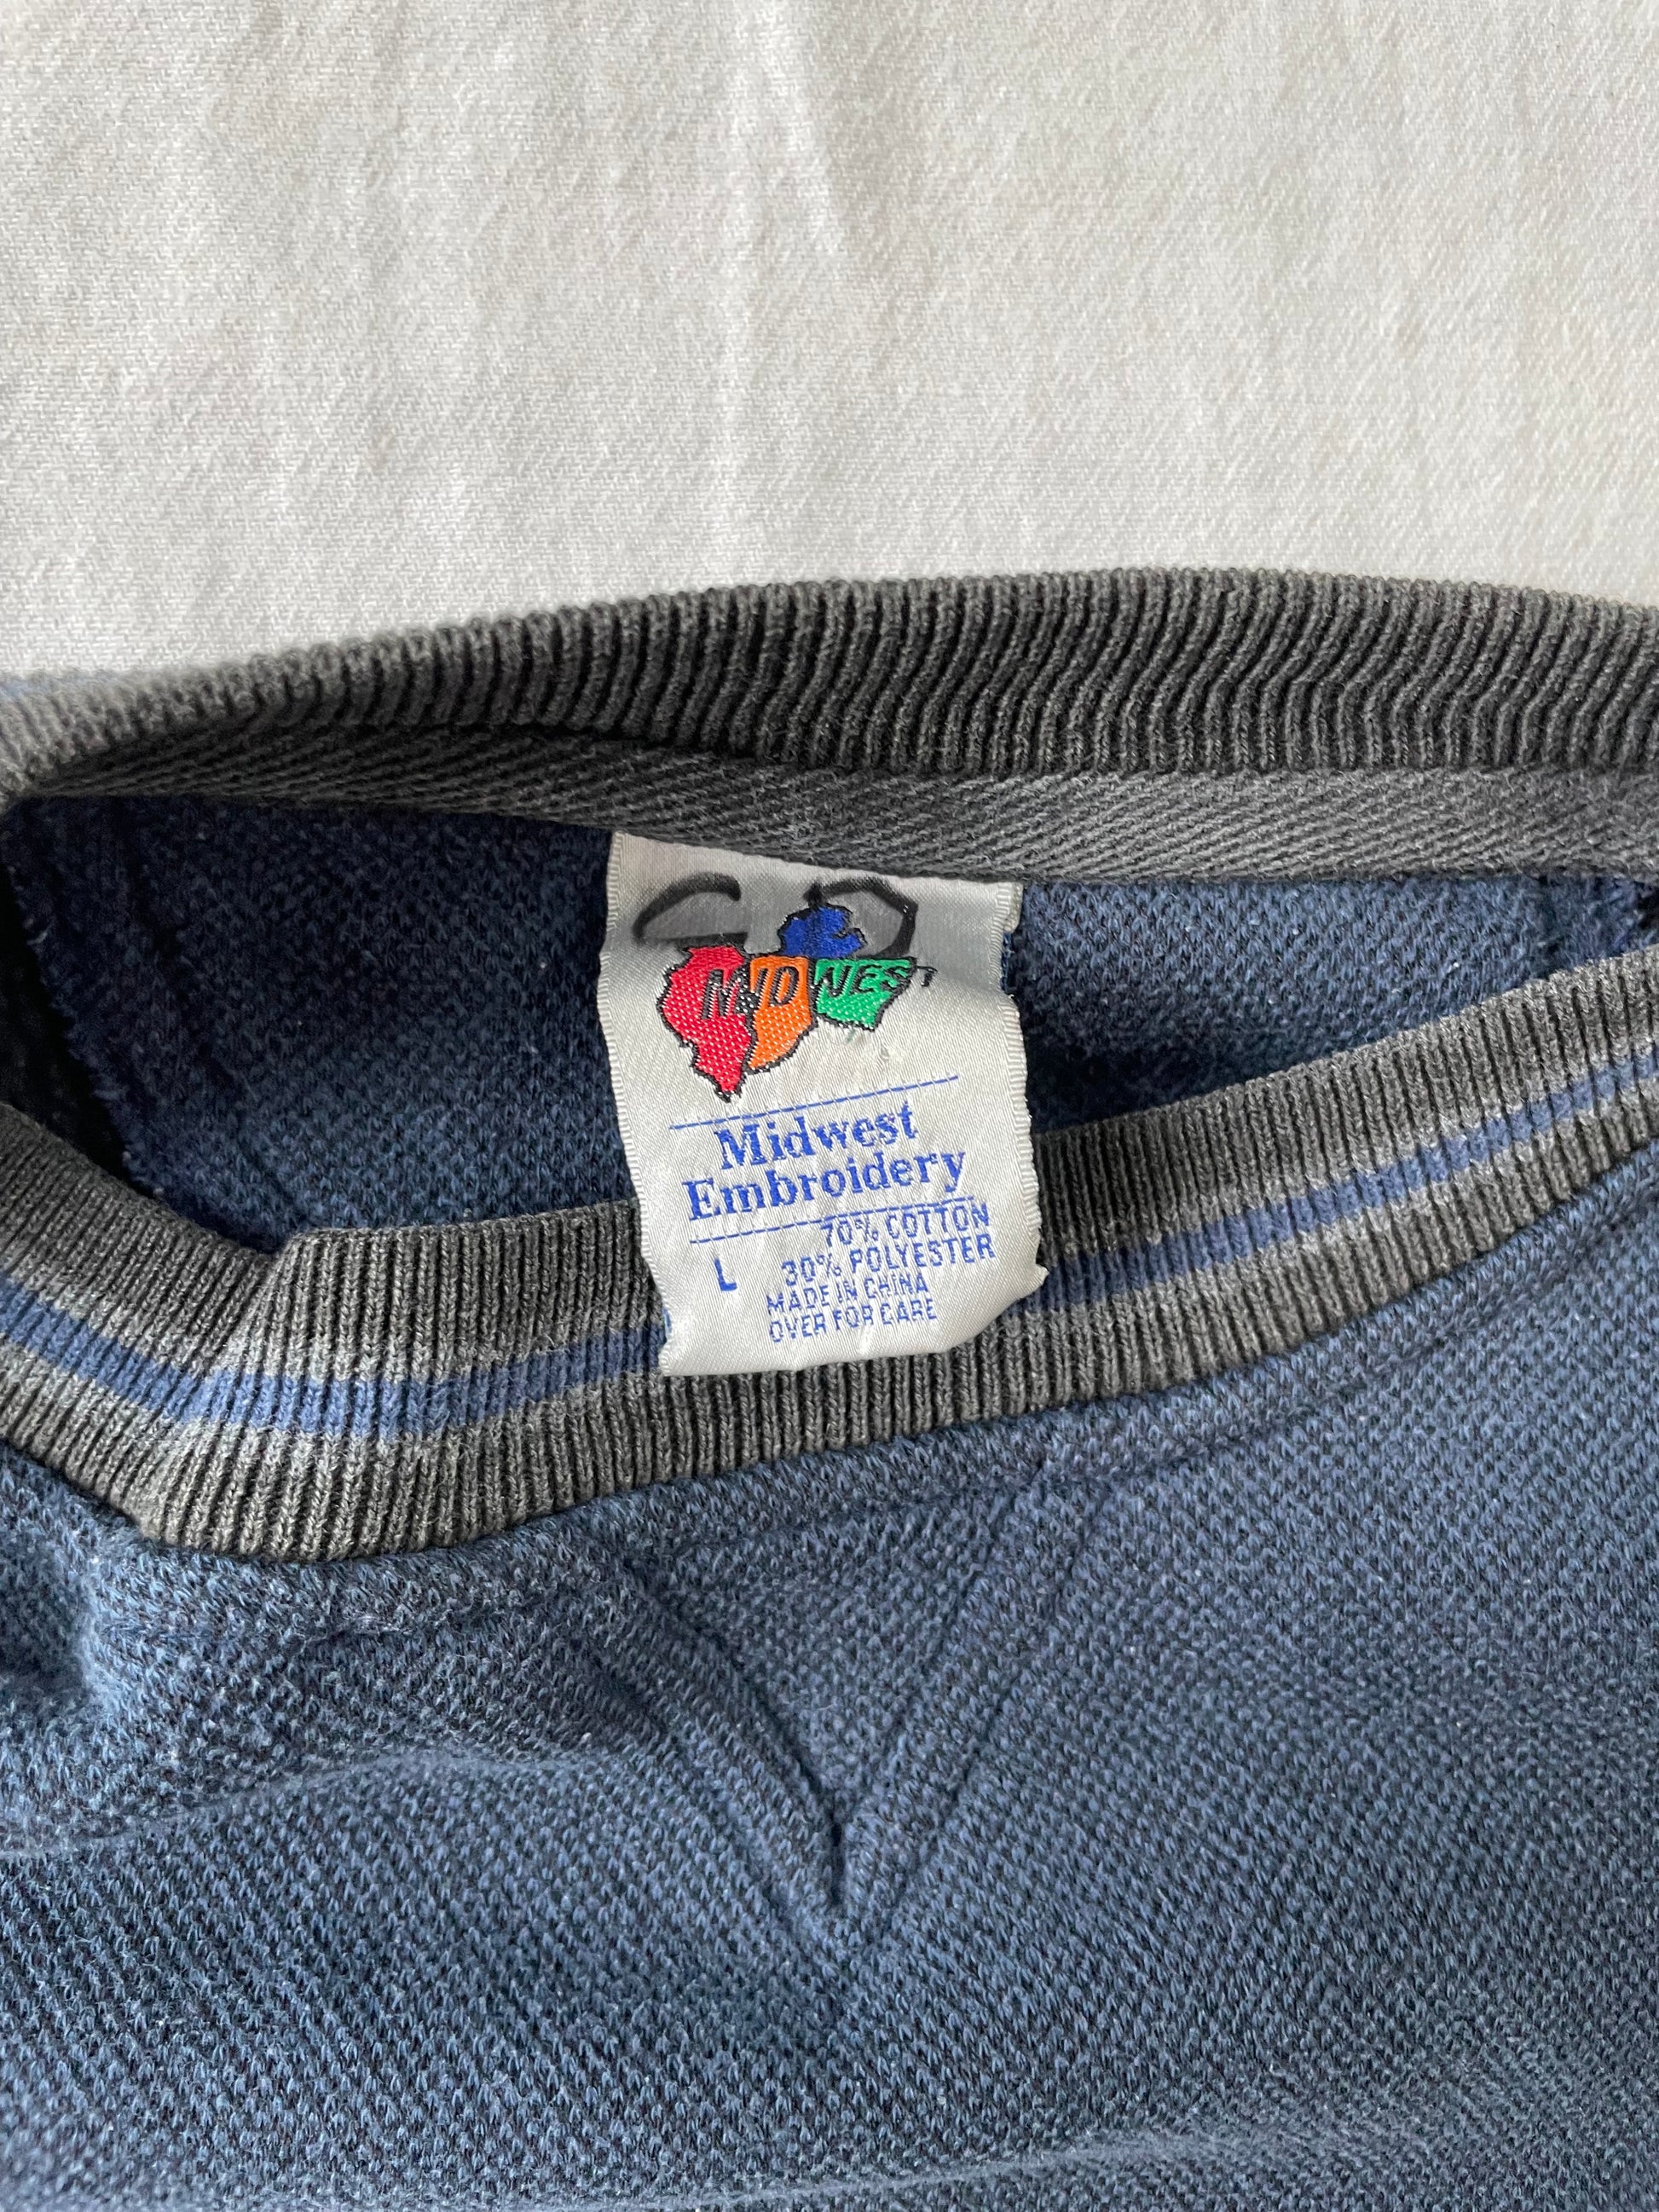 MIDWEST
Midwest
Embroidery
70% COTTON
L 30% POLYESTER
MADE IN CHINA
OVER FOR CARE